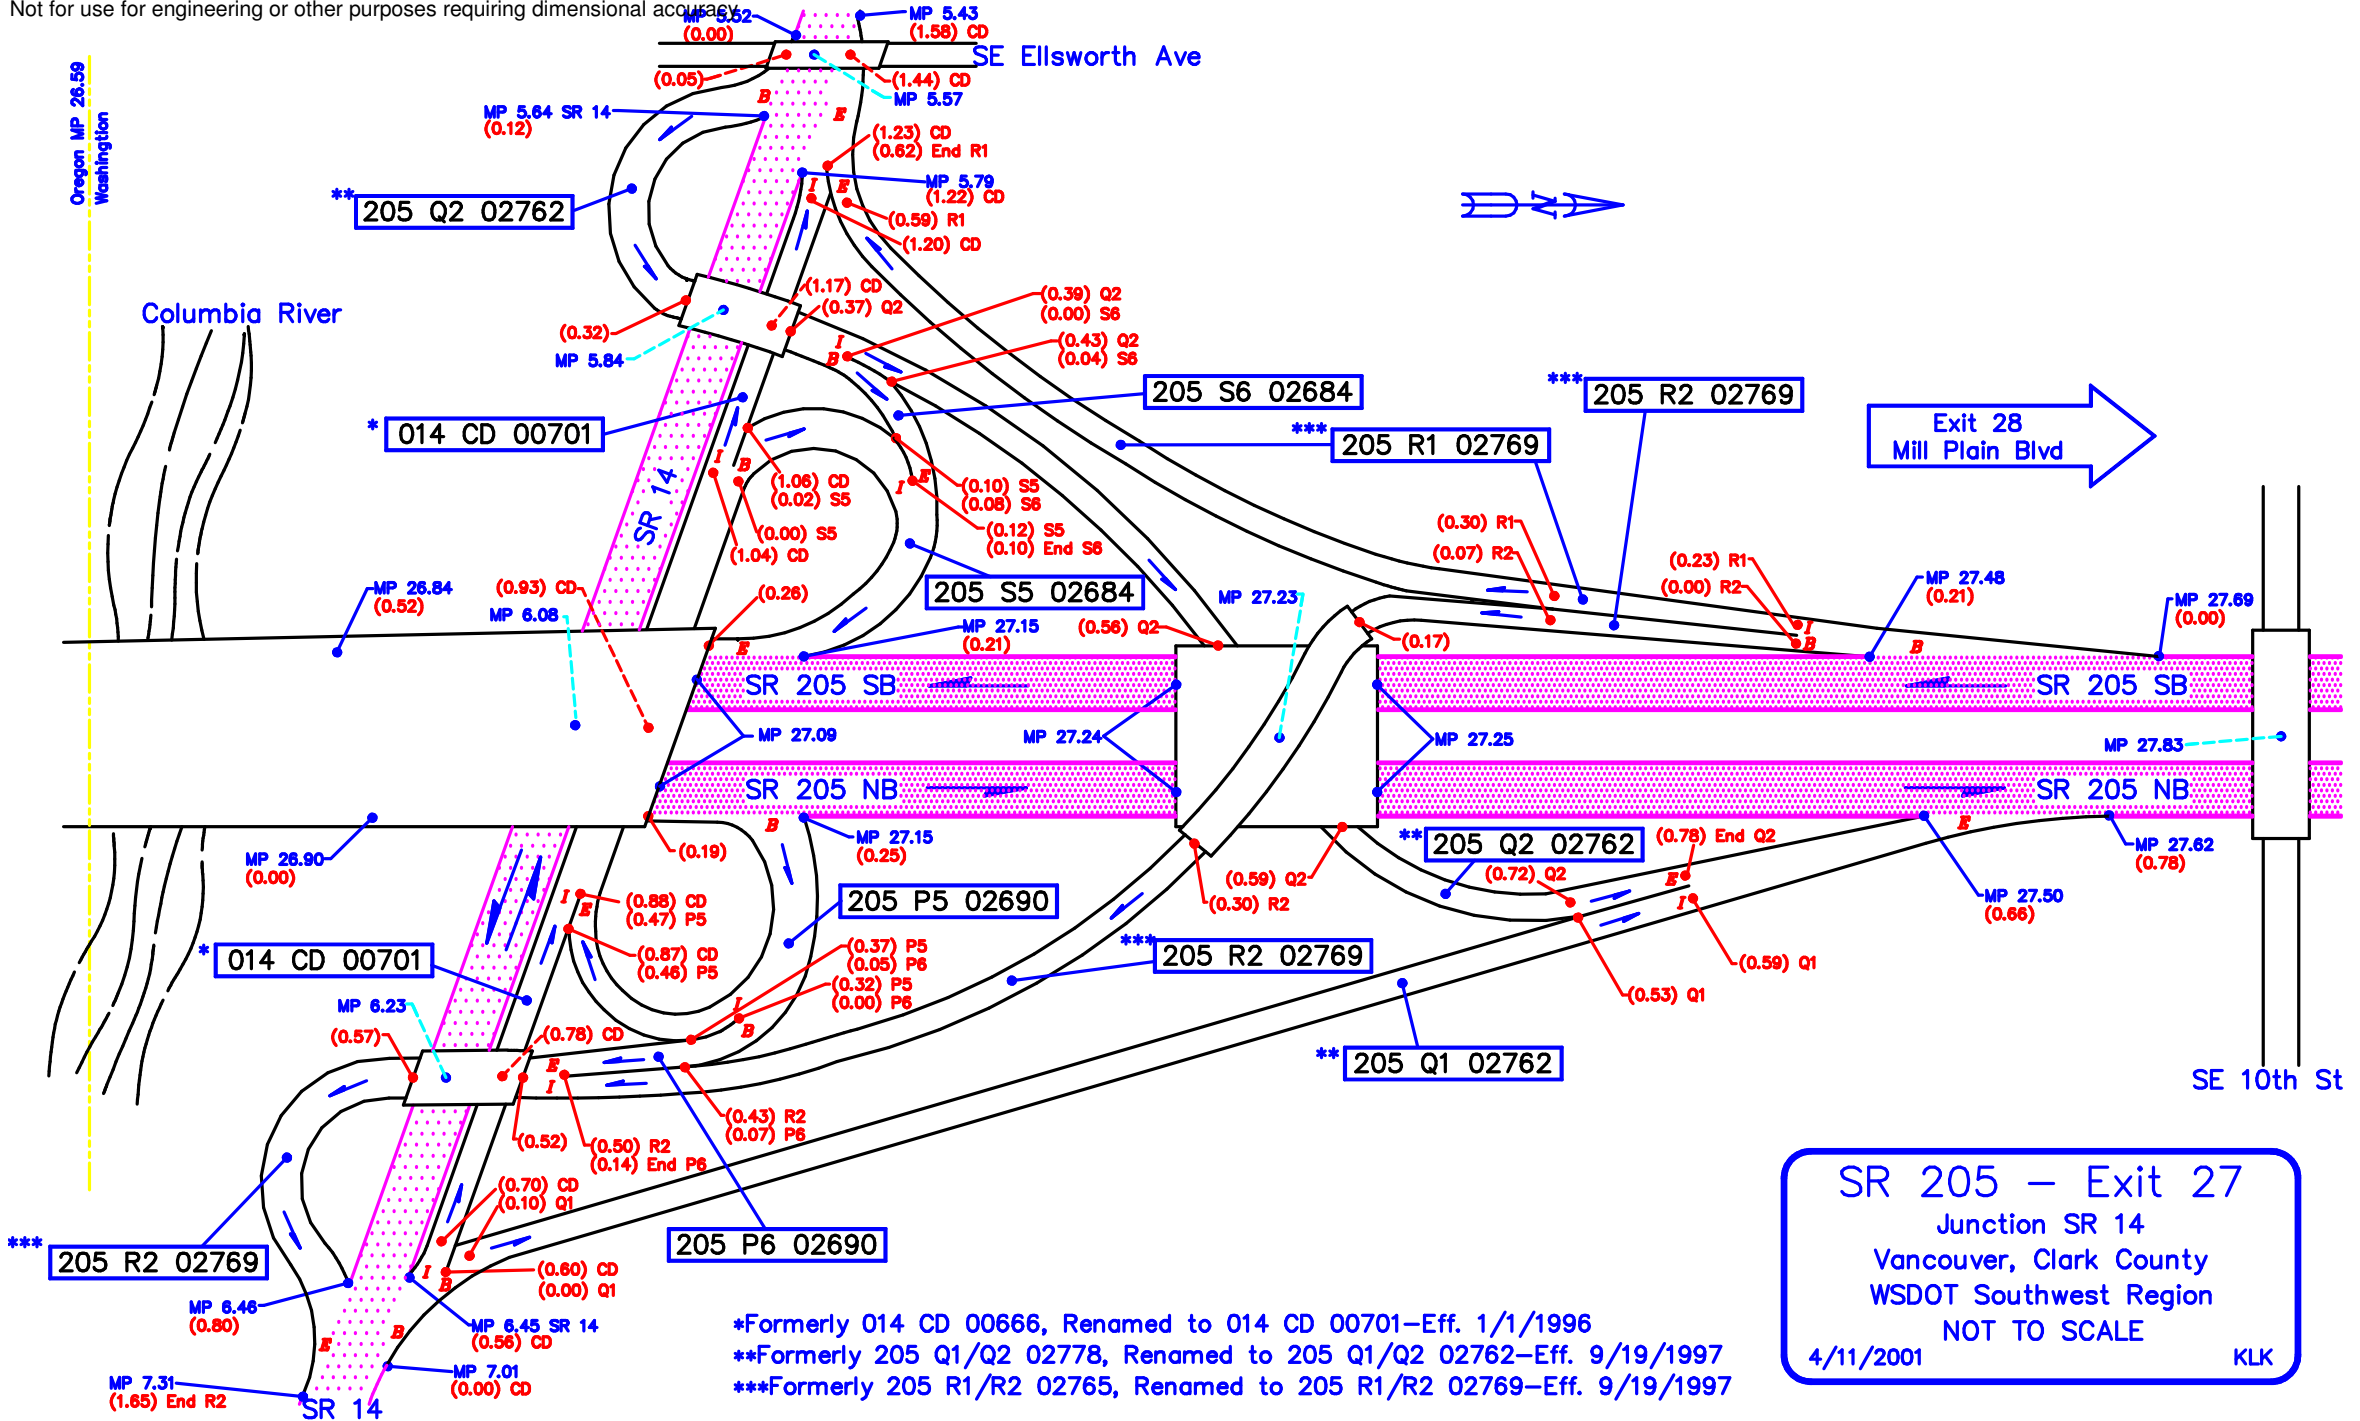 Not for use for engineering or other purposes requiring dimensional accuracy
MP 5.52
(0.00)
MP 5.43
(1.58) CD
SE Ellsworth Ave
(0.05)
(1.44) CD
MP 5.57
Oregon MP 26.59
Washington
B
E
MP 5.64 SR 14
(0.12)
(1.23) CD
(0.62) End R1
MP 5.79
(1.22) CD
I
E
(0.59) R1
(1.20) CD
**
205 Q2 02762
N
Columbia River
(1.17) CD
(0.37) Q2
(0.39) Q2
(0.00) S6
(0.32)
MP 5.84
I
B
(0.43) Q2
(0.04) S6
205 S6 02684
***
205 R2 02769
***
205 R1 02769
Exit 28
Mill Plain Blvd
*
014 CD 00701
SR 14
I
B
(1.06) CD
(0.02) S5
(0.00) S5
(1.04) CD
I
E
(0.10) S5
(0.08) S6
(0.12) S5
(0.10) End S6
205 S5 02684
(0.30) R1
(0.07) R2
(0.23) R1
(0.00) R2
I
B
MP 27.48
(0.21)
MP 27.69
(0.00)
MP 26.84
(0.52)
(0.93) CD
MP 6.08
(0.26)
E
MP 27.15
(0.21)
(0.56) Q2
MP 27.23
(0.17)
B
SR 205 SB
SR 205 SB
MP 27.09
MP 27.24
MP 27.25
MP 27.83
SR 205 NB
SR 205 NB
B
MP 27.15
(0.25)
(0.19)
MP 26.90
(0.00)
**
205 Q2 02762
(0.78) End Q2
E
MP 27.62
(0.78)
(0.59) Q2
(0.72) Q2
E
I
(0.30) R2
MP 27.50
(0.66)
I
E
(0.88) CD
(0.47) P5
205 P5 02690
(0.87) CD
(0.46) P5
(0.37) P5
(0.05) P6
(0.32) P5
(0.00) P6
I
B
***
205 R2 02769
(0.59) Q1
(0.53) Q1
*
014 CD 00701
MP 6.23
(0.57)
(0.78) CD
E
I
**
205 Q1 02762
SE 10th St
(0.43) R2
(0.07) P6
(0.52)
(0.50) R2
(0.14) End P6
(0.70) CD
(0.10) Q1
***
205 R2 02769
205 P6 02690
I
B
(0.60) CD
(0.00) Q1
MP 6.46
(0.80)
E
B
MP 6.45 SR 14
(0.56) CD
MP 7.01
(0.00) CD
MP 7.31
(1.65) End R2
SR 14
*Formerly 014 CD 00666, Renamed to 014 CD 00701-Eff. 1/1/1996
**Formerly 205 Q1/Q2 02778, Renamed to 205 Q1/Q2 02762-Eff. 9/19/1997
***Formerly 205 R1/R2 02765, Renamed to 205 R1/R2 02769-Eff. 9/19/1997
SR 205 - Exit 27
Junction SR 14
Vancouver, Clark County
WSDOT Southwest Region
NOT TO SCALE
4/11/2001
KLK